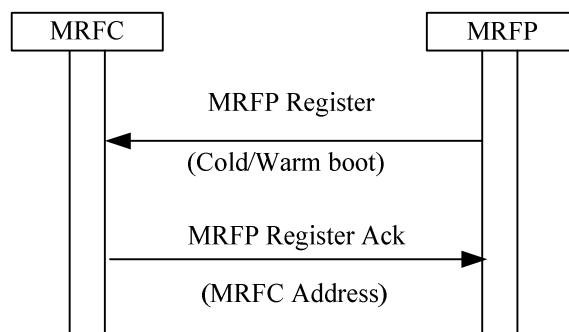 MRFC
MRFP
MRFP Register
(Cold/Warm boot)
MRFP Register Ack
(MRFC Address)